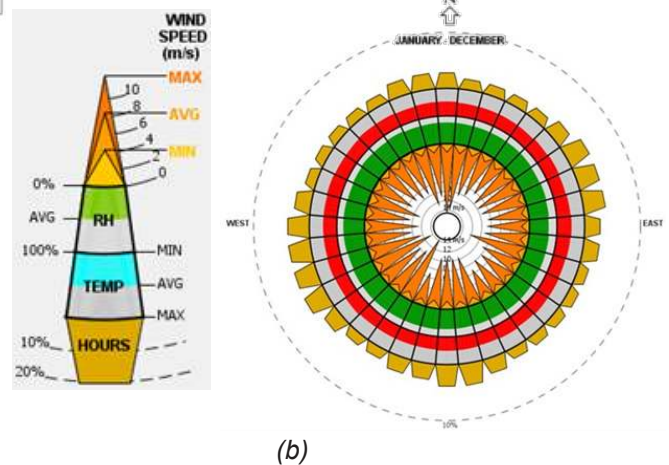 WIND
SPEED
(m/s)
MAX
10
8
AVG
6
4
MIN
2
0
0%
AVG
RH
100%
MIN
TEMP
AVG
MAX
10%
HOURS
20%
N
JANUARY - DECEMBER
WEST
EAST
m/s
m/s
12
10%
(b)